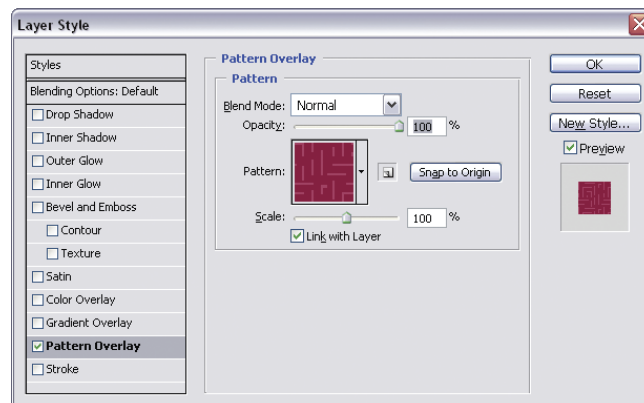 Layer Style
Styles
Blending Options: Default
Drop Shadow
Inner Shadow
Outer Glow
Inner Glow
Bevel and Emboss
Contour
Texture
Satin
Color Overlay
Gradient Overlay
Pattern Overlay
Stroke
Pattern Overlay
Pattern
Blend Mode: Normal
Opacity: 100 %
Pattern:
Snap to Origin
Scale: 100 %
Link with Layer
OK
Reset
New Style...
Preview